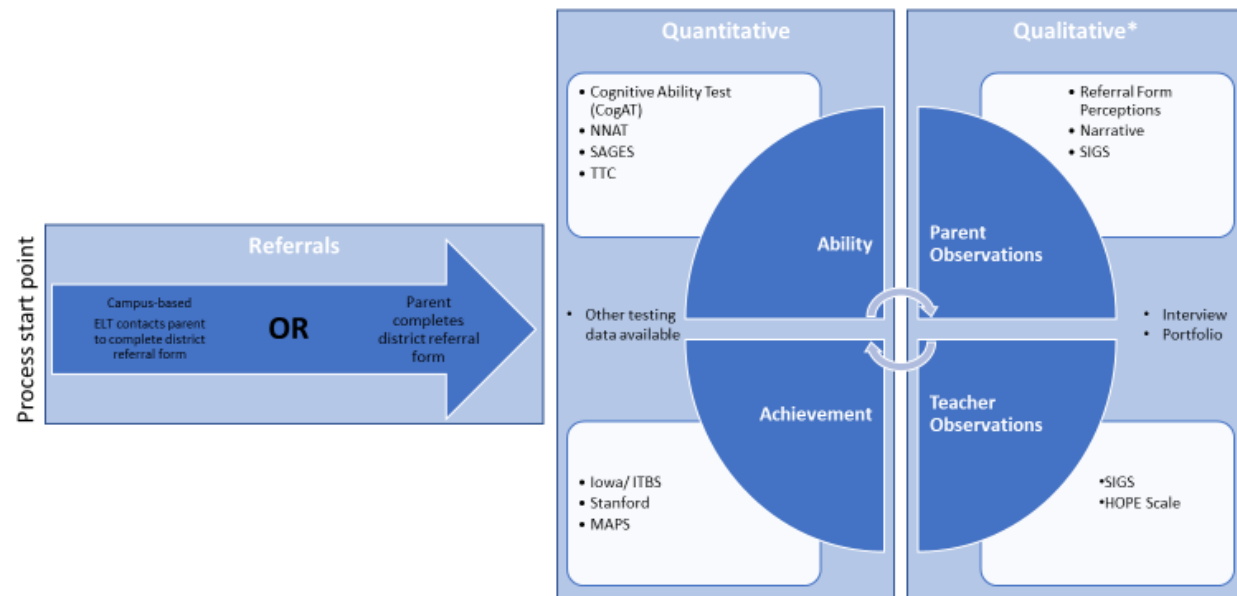 Process start point
Referrals
Campus-based
ELT contacts parent
to complete district
referral form
OR
Parent
completes
district referral
form
Quantitative
• Cognitive Ability Test
(CogAT)
• NNAT
• SAGES
• TTC
Ability
• Other testing
data available
Achievement
• Iowa/ ITBS
• Stanford
• MAPS
Qualitative*
• Referral Form
Perceptions
• Narrative
• SIGS
Parent
Observations
• Interview
• Portfolio
Teacher
Observations
•SIGS
•HOPE Scale